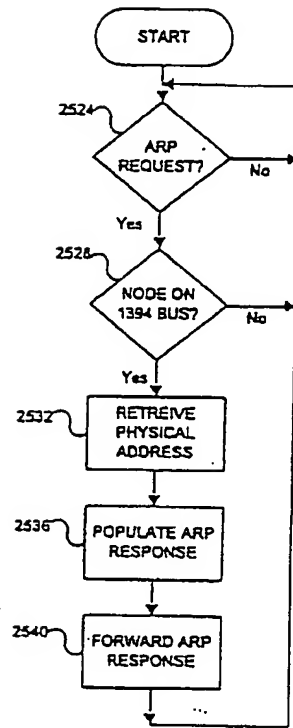 START
2524
ARP
REQUEST?
No
Yes
2528
NODE ON
1394 BUS?
No
Yes
2532
RETREIVE
PHYSICAL
ADDRESS
2536
POPULATE ARP
RESPONSE
2540
FORWARD ARP
RESPONSE
...